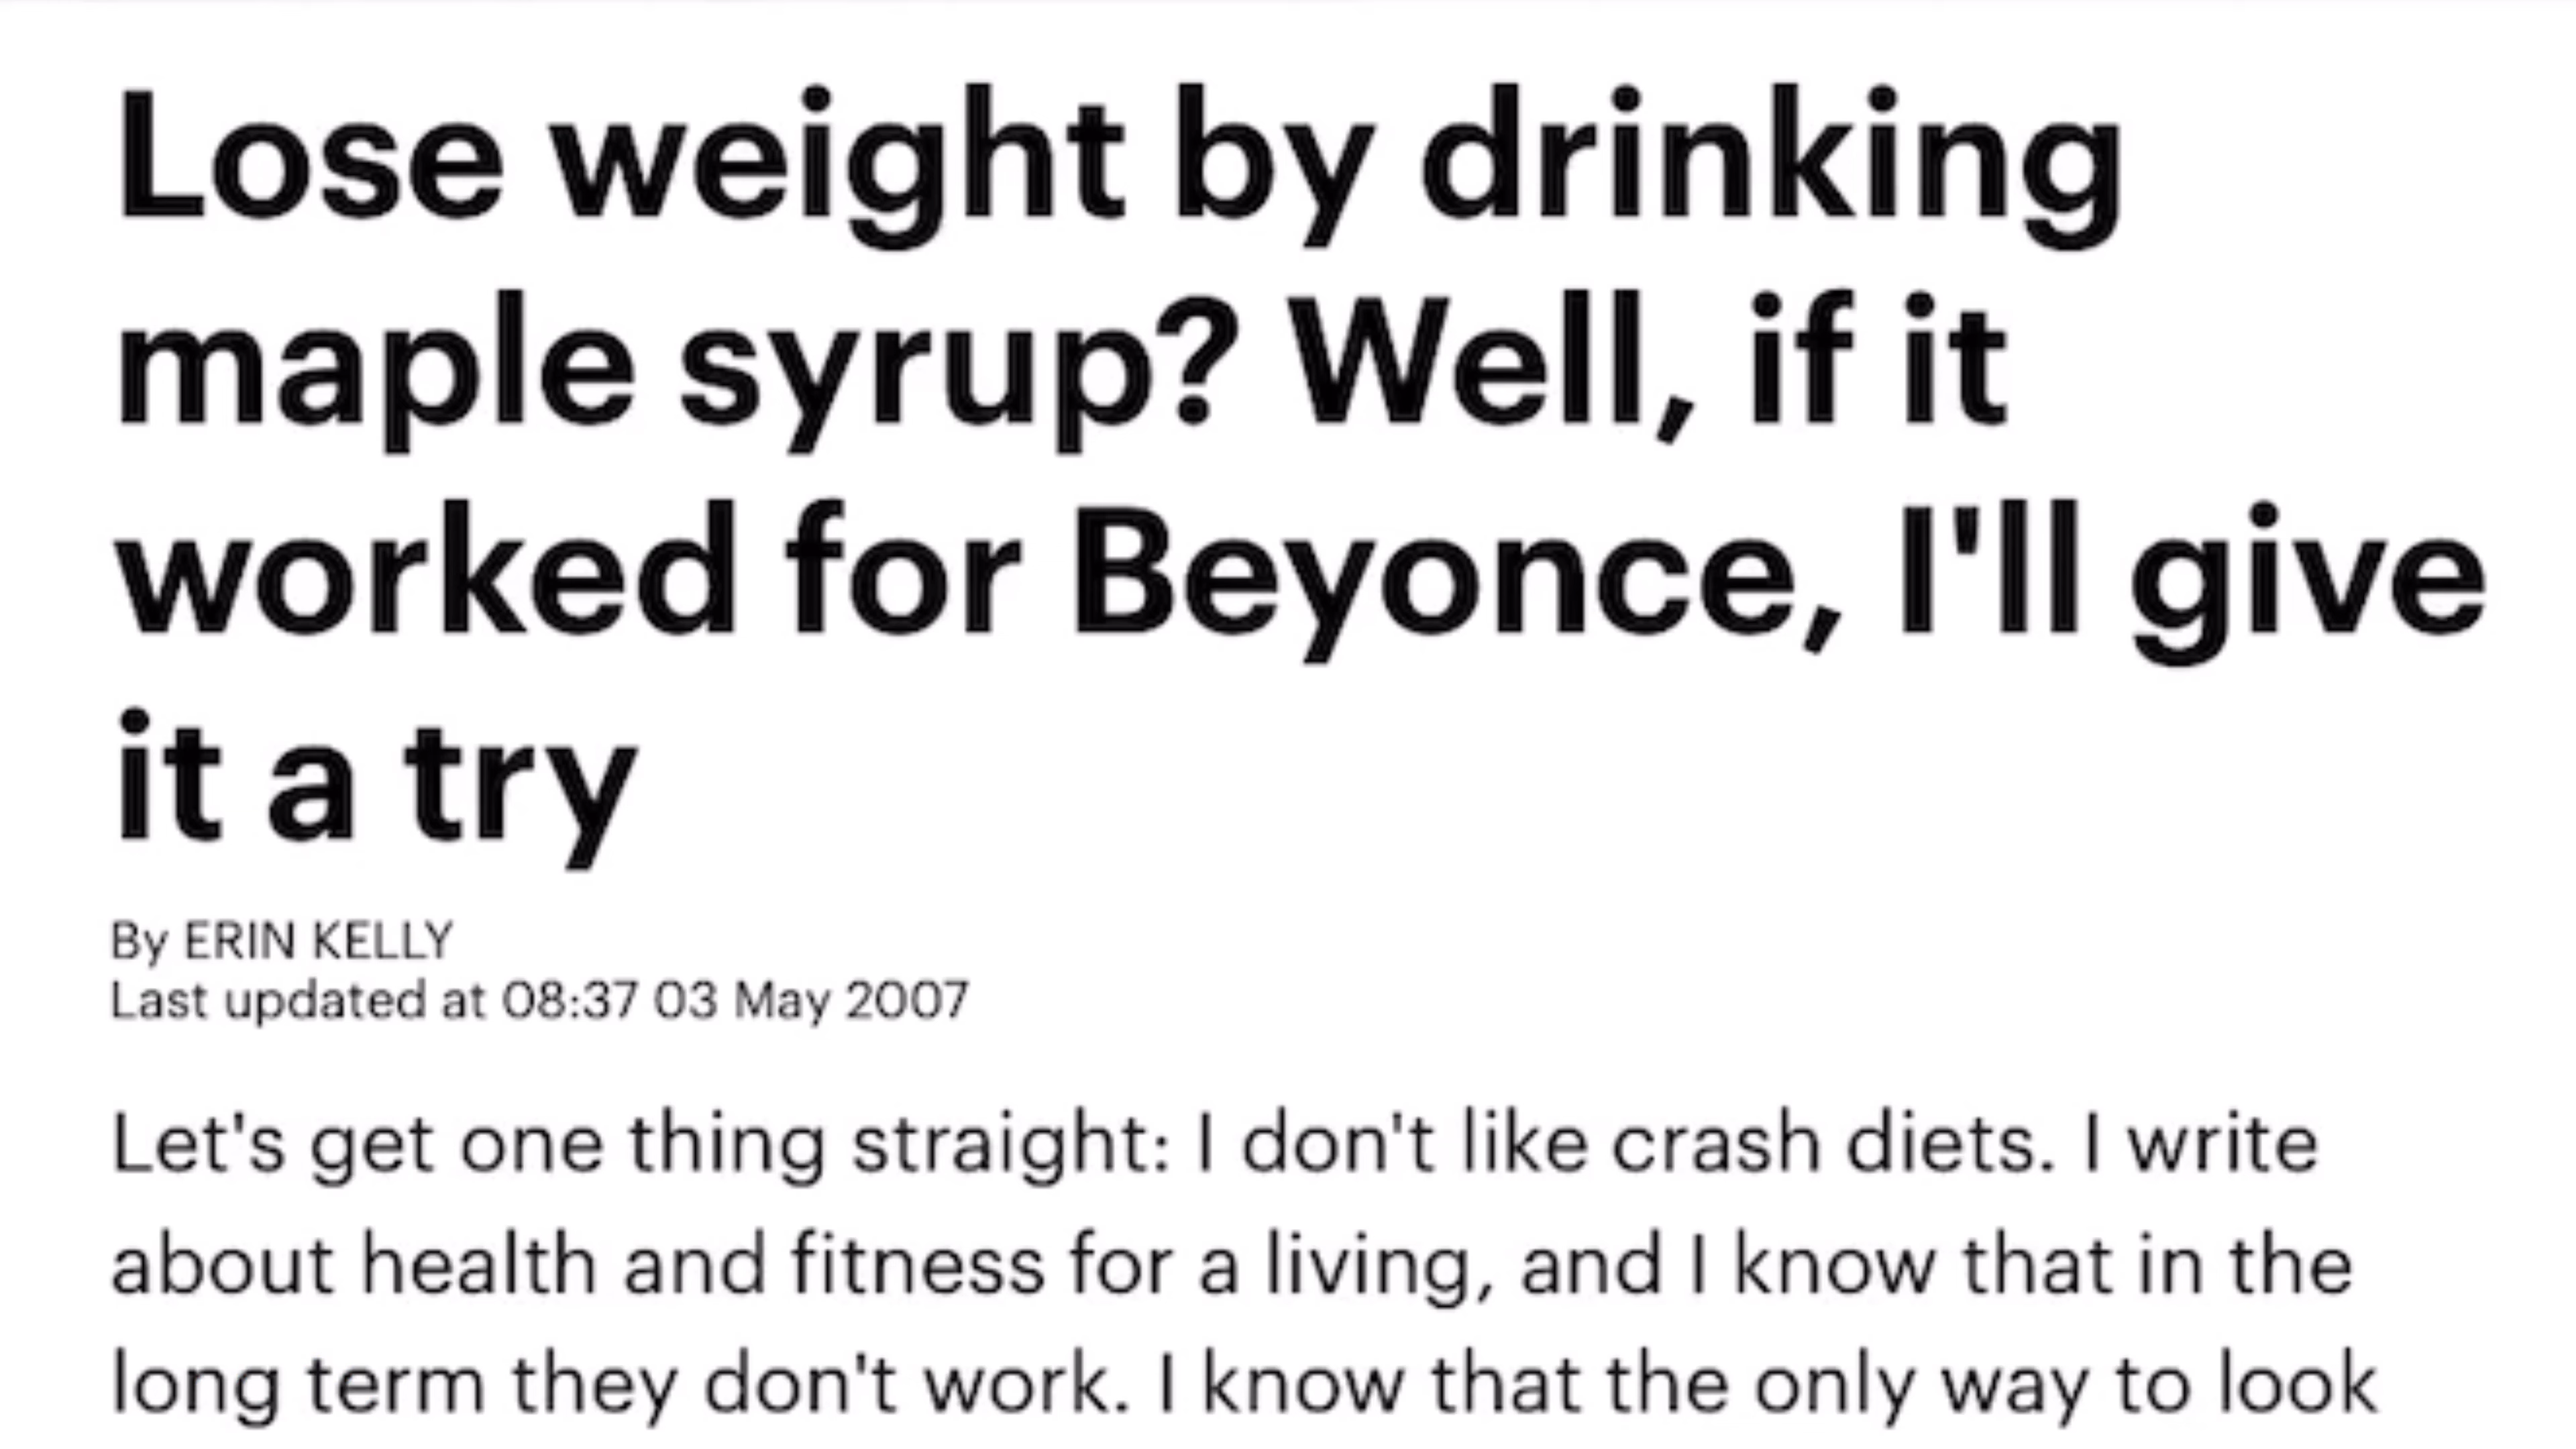 Lose weight by drinking
maple syrup? Well, if it
worked for Beyonce, I'll give
it a try
By ERIN KELLY
Last updated at 08:37 03 May 2007
Let's get one thing straight: I don't like crash diets. I write
about health and fitness for a living, and I know that in the
long term they don't work. I know that the only way to look